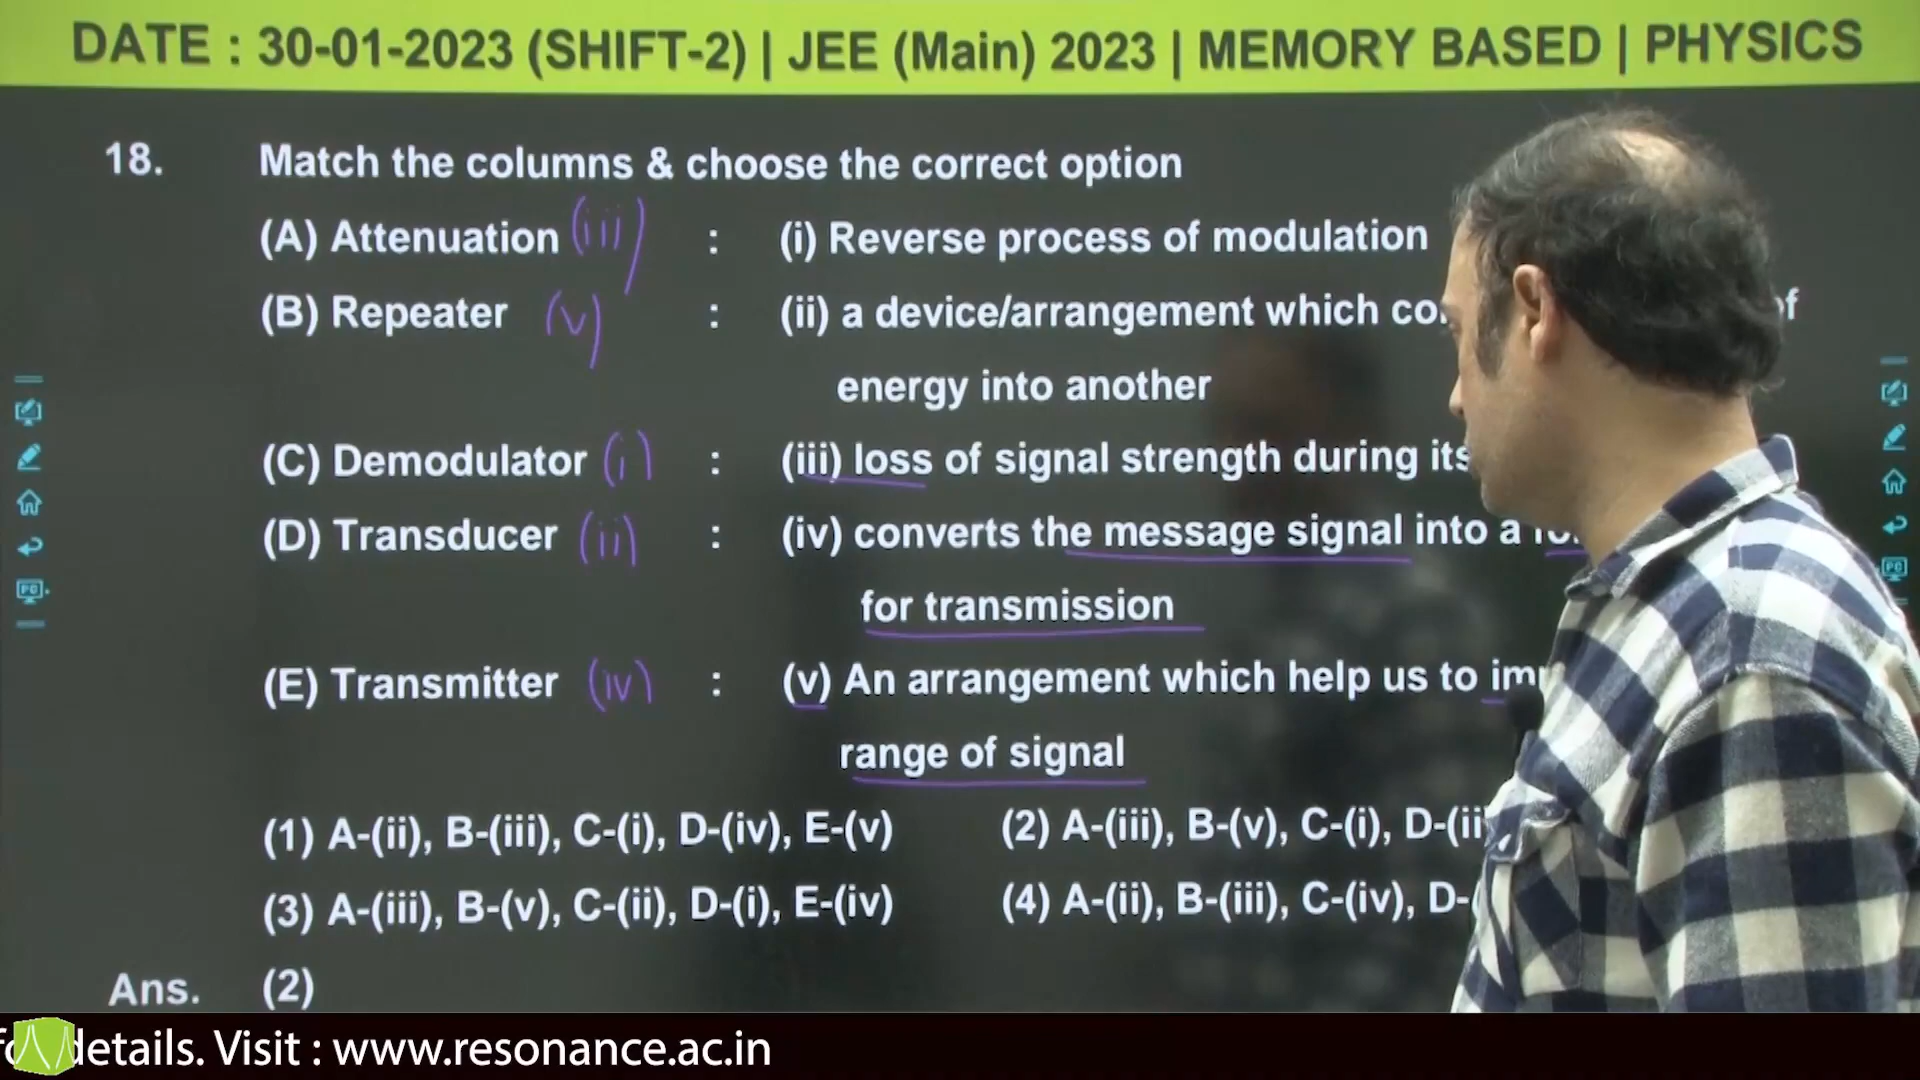 DATE : 30-01-2023 (SHIFT-2) | JEE (Main) 2023 | MEMORY BASED | PHYSICS
18. Match the columns & choose the correct option
(A) Attenuation (iii) : (i) Reverse process of modulation
(B) Repeater (v) : (ii) a device/arrangement which of
energy into another
(C) Demodulator (i) : (iii) loss of signal strength during its
(D) Transducer (ii) : (iv) converts the message signal into a
for transmission
(E) Transmitter (iv) : (v) An arrangement which help us to
range of signal
(1) A-(ii), B-(iii), C-(i), D-(iv), E-(v) (2) A-(iii), B-(v), C-(i),
(3) A-(iii), B-(v), C-(ii), D-(i), E-(iv) (4) A-(ii), B-(iii), C-(iv),
Ans. (2)
details. Visit : www.resonance.ac.in